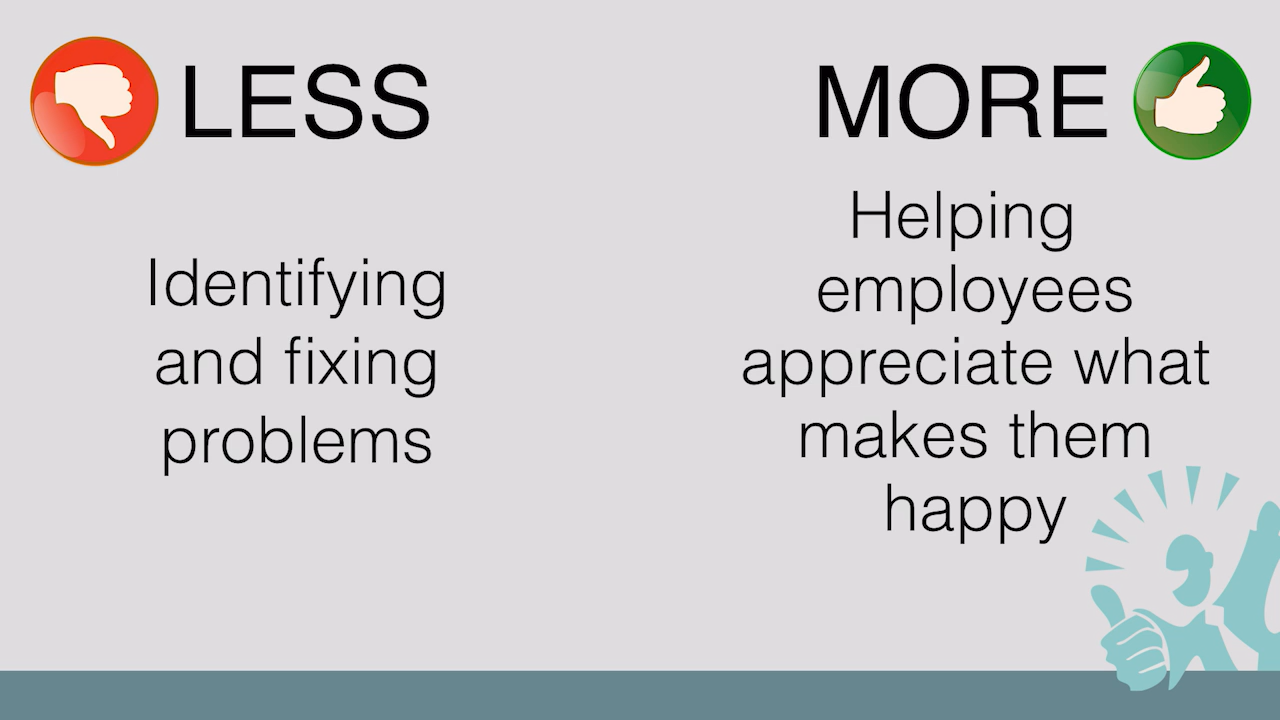 LESS
Identifying
and fixing
problems
MORE
Helping
employees
appreciate what
makes them
happy